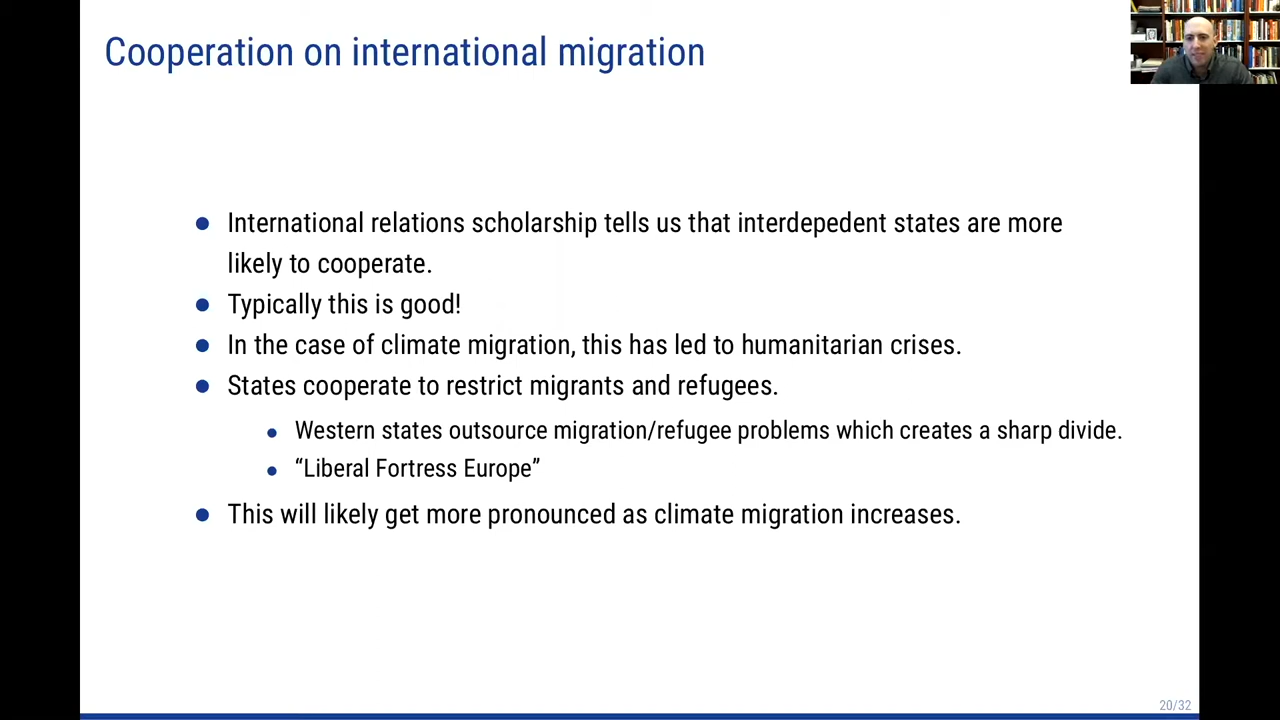 Cooperation on international migration
International relations scholarship tells us that interdepedent states are more
likely to cooperate.
Typically this is good!
In the case of climate migration, this has led to humanitarian crises.
States cooperate to restrict migrants and refugees.
Western states outsource migration/refugee problems which creates a sharp divide.
“Liberal Fortress Europe”
This will likely get more pronounced as climate migration increases.
20/32